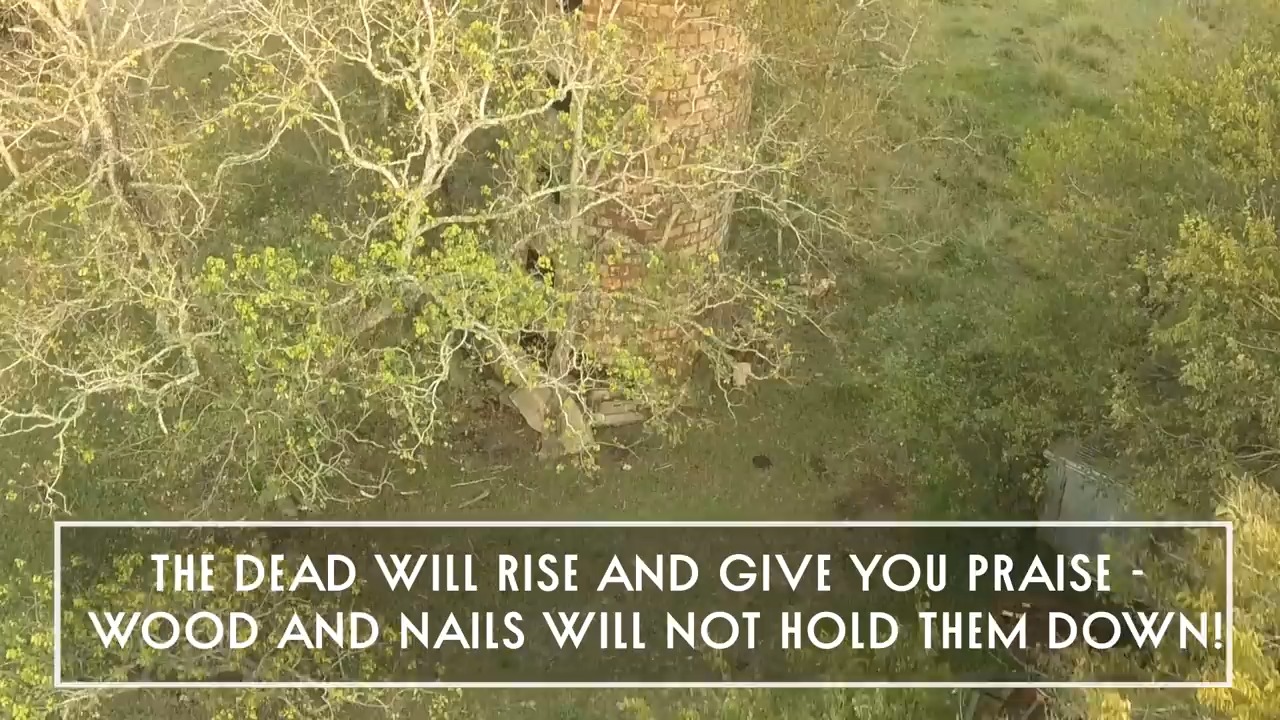 THE DEAD WILL RISE AND GIVE YOU PRAISE -
WOOD AND NAILS WILL NOT HOLD THEM DOWN!